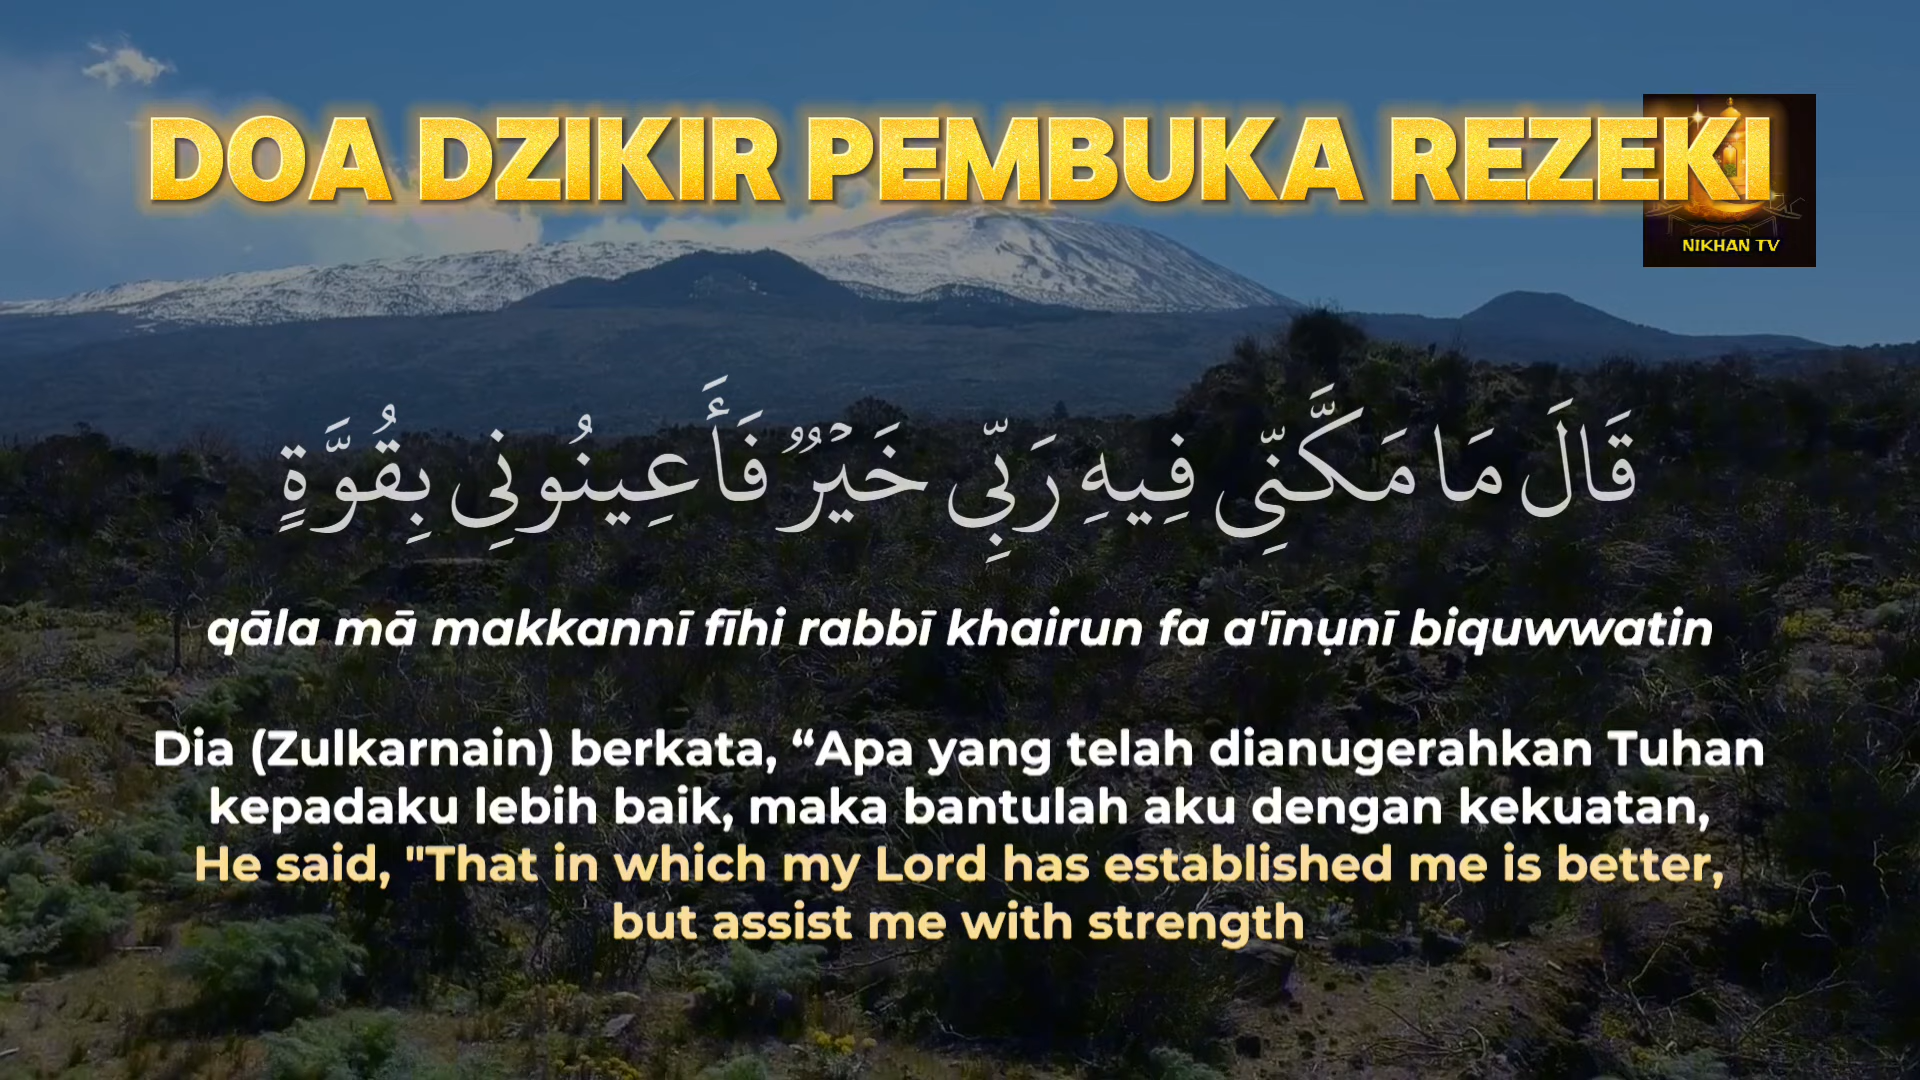 DOA DZIKIR PEMBUKA REZEKI
NIKHAN TV
قَالَ مَا مَكَّنِّى فِيهِ رَبِّى خَيْرٌ فَأَعِينُونِى بِقُوَّةٍ
qāla mā makkannī fīhi rabbī khairun fa a'īnụnī biquwwatin
Dia (Zulkarnain) berkata, “Apa yang telah dianugerahkan Tuhan
kepadaku lebih baik, maka bantulah aku dengan kekuatan,
He said, "That in which my Lord has established me is better,
but assist me with strength